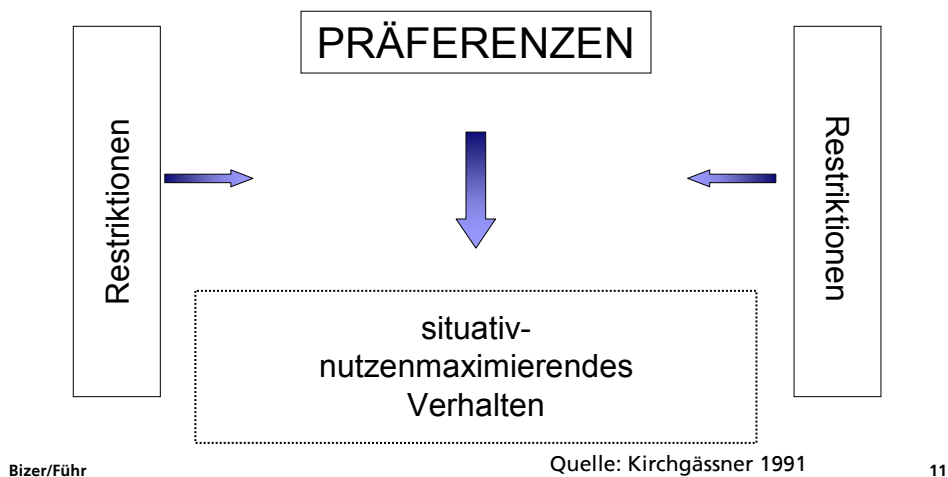 PRÄFERENZEN
Restriktionen
Restriktionen
situativ-
nutzenmaximierendes
Verhalten
Quelle: Kirchgässner 1991
Bizer/Führ
11